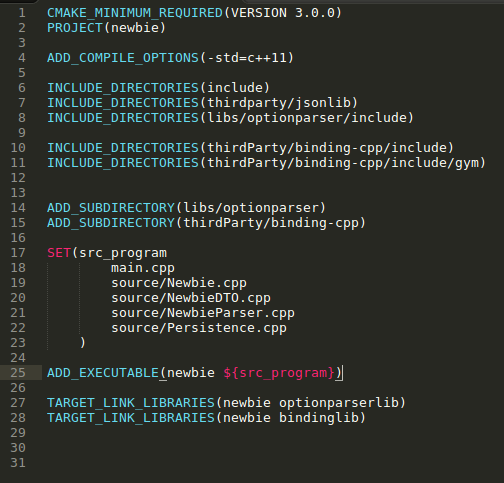 1 CMAKE_MINIMUM_REQUIRED(VERSION 3.0.0)
2 PROJECT(newbie)
3
4 ADD_COMPILE_OPTIONS(-std=c++11)
5
6 INCLUDE_DIRECTORIES(include)
7 INCLUDE_DIRECTORIES(thirdparty/jsonlib)
8 INCLUDE_DIRECTORIES(libs/optionparser/include)
9
10 INCLUDE_DIRECTORIES(thirdParty/binding-cpp/include)
11 INCLUDE_DIRECTORIES(thirdParty/binding-cpp/include/gym)
12
13
14 ADD_SUBDIRECTORY(libs/optionparser)
15 ADD_SUBDIRECTORY(thirdParty/binding-cpp)
16
17 SET(src_program
18 main.cpp
19 source/Newbie.cpp
20 source/NewbieDTO.cpp
21 source/NewbieParser.cpp
22 source/Persistence.cpp
23 )
24
25 ADD_EXECUTABLE(newbie ${src_program})
26
27 TARGET_LINK_LIBRARIES(newbie optionparserlib)
28 TARGET_LINK_LIBRARIES(newbie bindinglib)
29
30
31